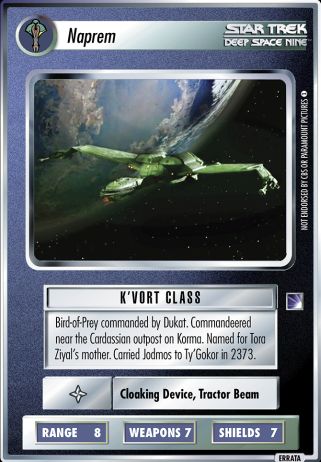 Naprem
STAR TREK
DEEP SPACE NINE
NOT ENDORSED BY CBS OR PARAMOUNT PICTURES
K'VORT CLASS
Bird-of-Prey commanded by Dukat. Commandeered
near the Cardassian outpost on Korma. Named for Tora
Ziyal's mother. Carried Jodmos to Ty'Gokor in 2373.
Cloaking Device, Tractor Beam
RANGE 8 WEAPONS 7 SHIELDS 7
ERRATA